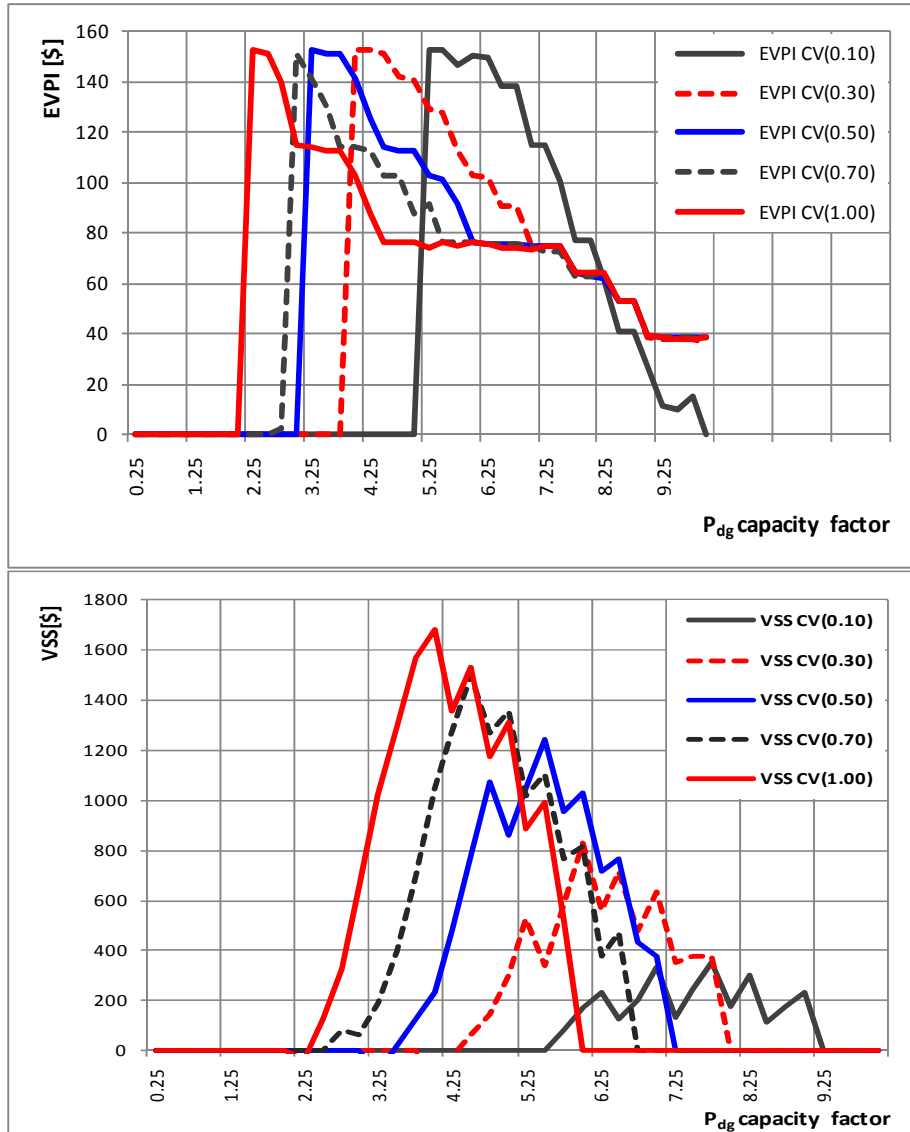 EVPI [$]
160
140
120
100
80
60
40
20
0
EVPI CV(0.10)
EVPI CV(0.30)
EVPI CV(0.50)
EVPI CV(0.70)
EVPI CV(1.00)
0.25
1.25
2.25
3.25
4.25
5.25
6.25
7.25
8.25
9.25
Pdg capacity factor
VSS[$]
1800
1600
1400
1200
1000
800
600
400
200
0
VSS CV(0.10)
VSS CV(0.30)
VSS CV(0.50)
VSS CV(0.70)
VSS CV(1.00)
0.25
1.25
2.25
3.25
4.25
5.25
6.25
7.25
8.25
9.25
Pdg capacity factor